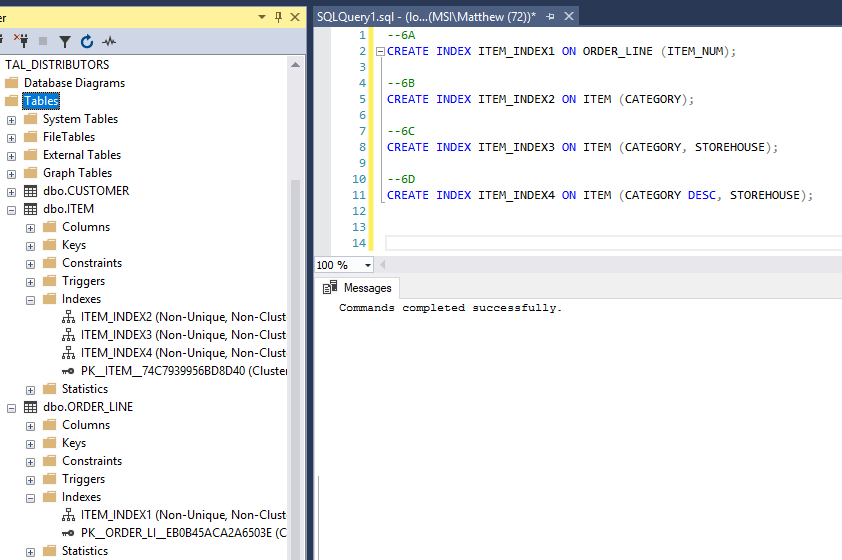 er
TAL_DISTRIBUTORS
Database Diagrams
Tables
System Tables
FileTables
External Tables
Graph Tables
dbo.CUSTOMER
dbo.ITEM
Columns
Keys
Constraints
Triggers
Indexes
ITEM_INDEX2 (Non-Unique, Non-Clust
ITEM_INDEX3 (Non-Unique, Non-Clust
ITEM_INDEX4 (Non-Unique, Non-Clust
PK__ITEM__74C7939956BD8D40 (Cluster
Statistics
dbo.ORDER_LINE
Columns
Keys
Constraints
Triggers
Indexes
ITEM_INDEX1 (Non-Unique, Non-Clust
PK__ORDER_LI__EB0B45ACA2A6503E (C
Statistics
SQLQuery1.sql - (lo...(MSI\Matthew (72))*
1 --6A
2 CREATE INDEX ITEM_INDEX1 ON ORDER_LINE (ITEM_NUM);
3
4 --6B
5 CREATE INDEX ITEM_INDEX2 ON ITEM (CATEGORY);
6
7 --6C
8 CREATE INDEX ITEM_INDEX3 ON ITEM (CATEGORY, STOREHOUSE);
9
10 --6D
11 CREATE INDEX ITEM_INDEX4 ON ITEM (CATEGORY DESC, STOREHOUSE);
12
13
14
100 %
Messages
Commands completed successfully.